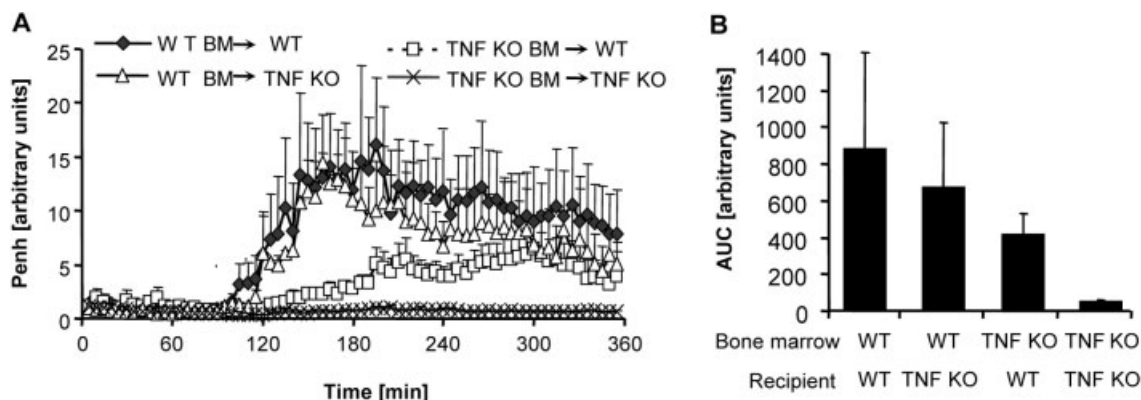 A
W T BM→ WT
TNF KO BM → WT
WT BM→ TNF KO
TNF KO BM →TNF KO
Penh [arbitrary units]
25
20
15
10
5
0
0 60 120 180 240 300 360
Time [min]
B
AUC [arbitrary units]
1400
1200
1000
800
600
400
200
0
Bone marrow WT WT TNF KO TNF KO
Recipient WT TNF KO WT TNF KO